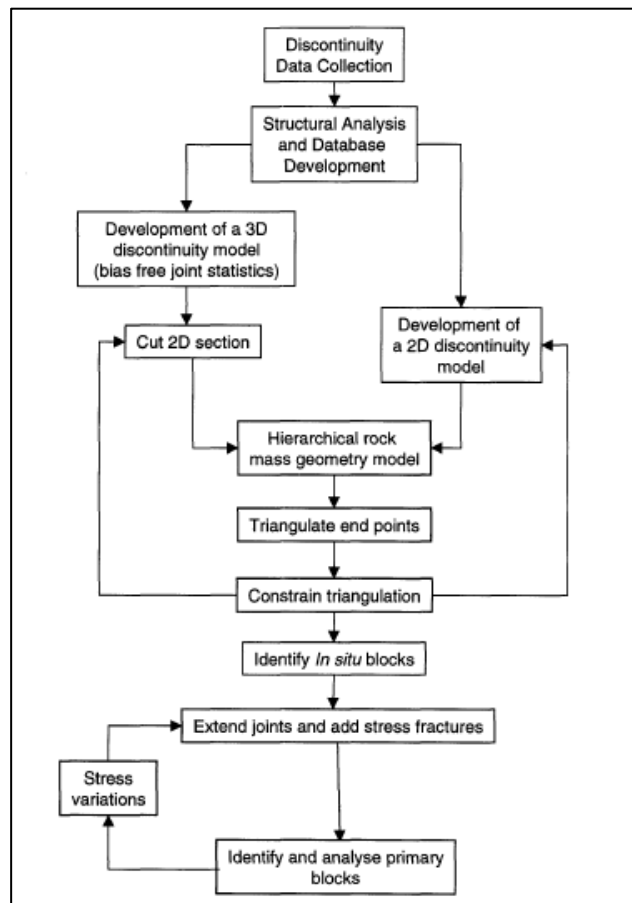 Discontinuity
Data Collection
Structural Analysis
and Database
Development
Development of a 3D
discontinuity model
(bias free joint statistics)
Cut 2D section
Development of
a 2D discontinuity
model
Hierarchical rock
mass geometry model
Triangulate end points
Constrain triangulation
Identify In situ blocks
Extend joints and add stress fractures
Stress
variations
Identify and analyse primary
blocks